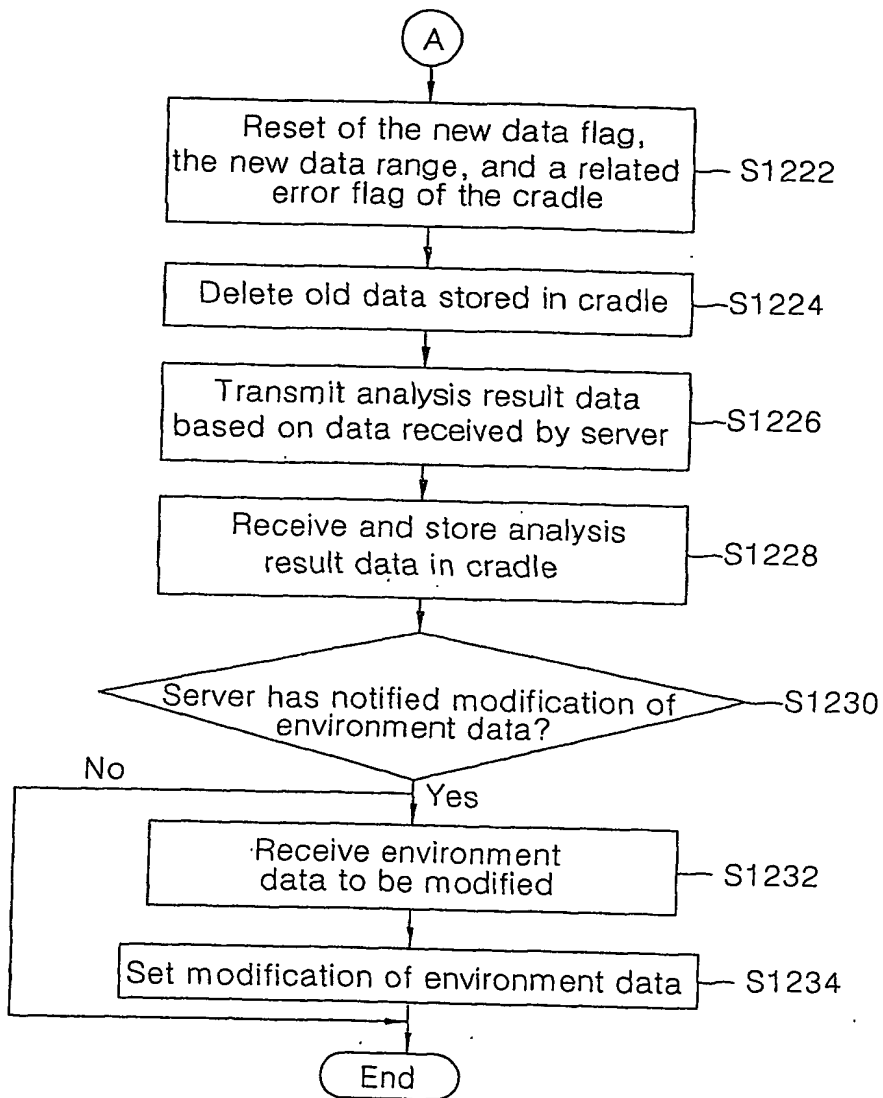 A
Reset of the new data flag,
the new data range, and a related
error flag of the cradle
S1222
Delete old data stored in cradle
S1224
Transmit analysis result data
based on data received by server
S1226
Receive and store analysis
result data in cradle
S1228
Server has notified modification of
environment data?
S1230
No
Yes
Receive environment
data to be modified
S1232
Set modification of environment data
S1234
End